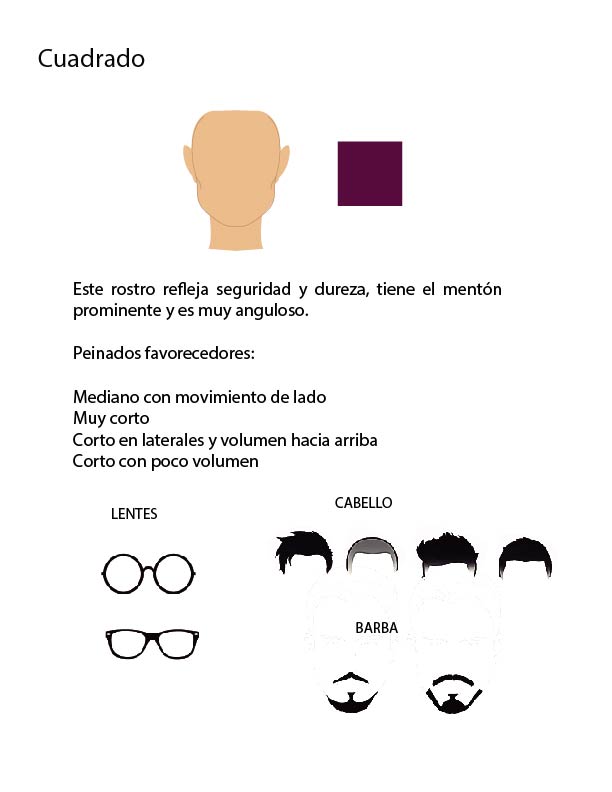 Cuadrado
Este rostro refleja seguridad y dureza, tiene el mentón
prominente y es muy anguloso.
Peinados favorecedores:
Mediano con movimiento de lado
Muy corto
Corto en laterales y volumen hacia arriba
Corto con poco volumen
LENTES
CABELLO
BARBA